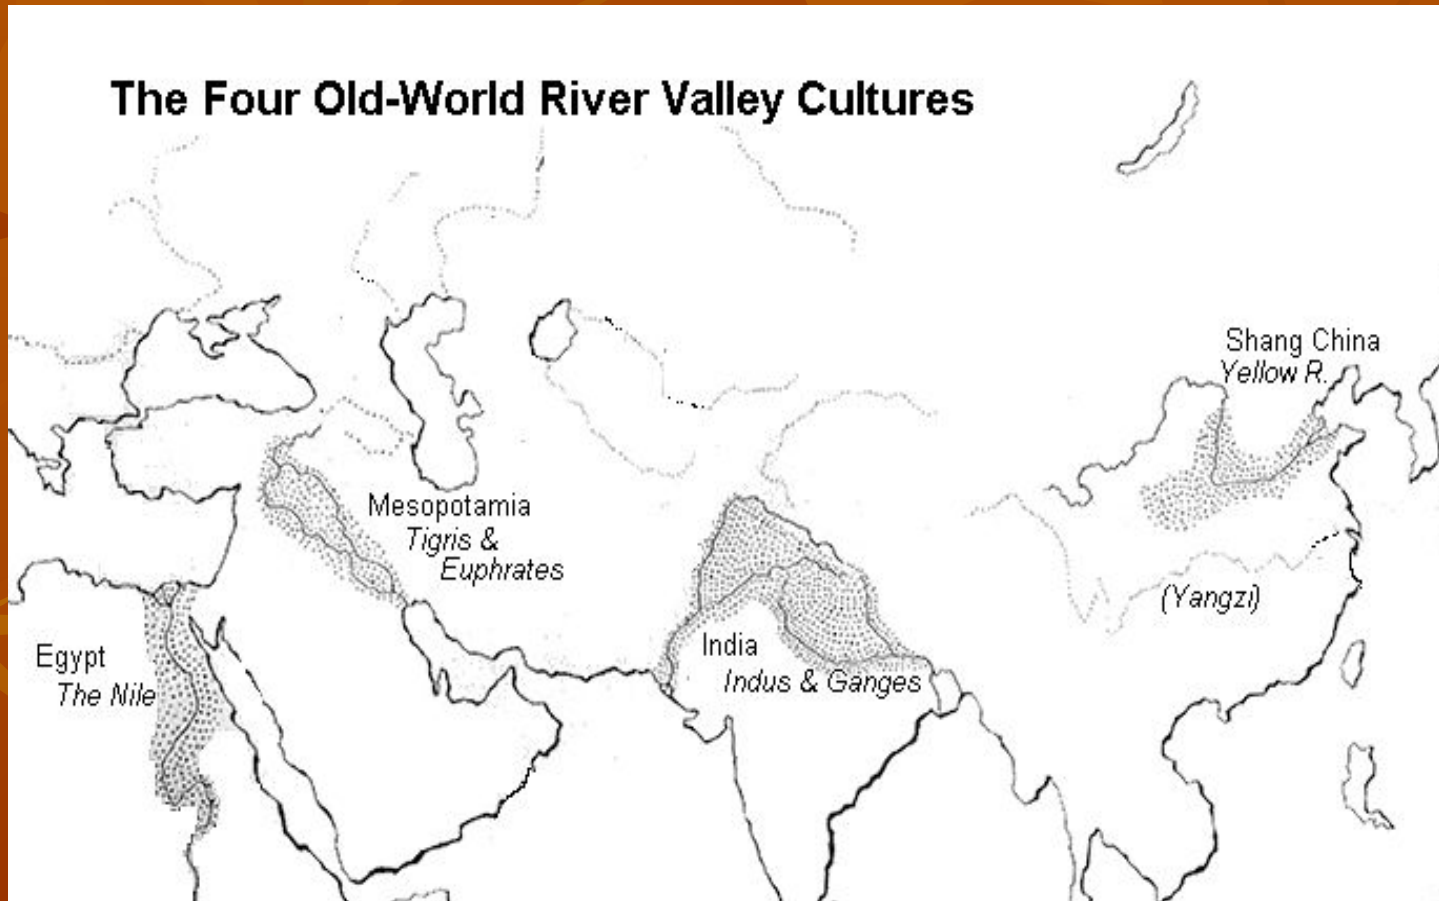 The Four Old-World River Valley Cultures
Shang China
Yellow R.
Mesopotamia
Tigris &
Euphrates
(Yangzi)
India
Indus & Ganges
Egypt
The Nile